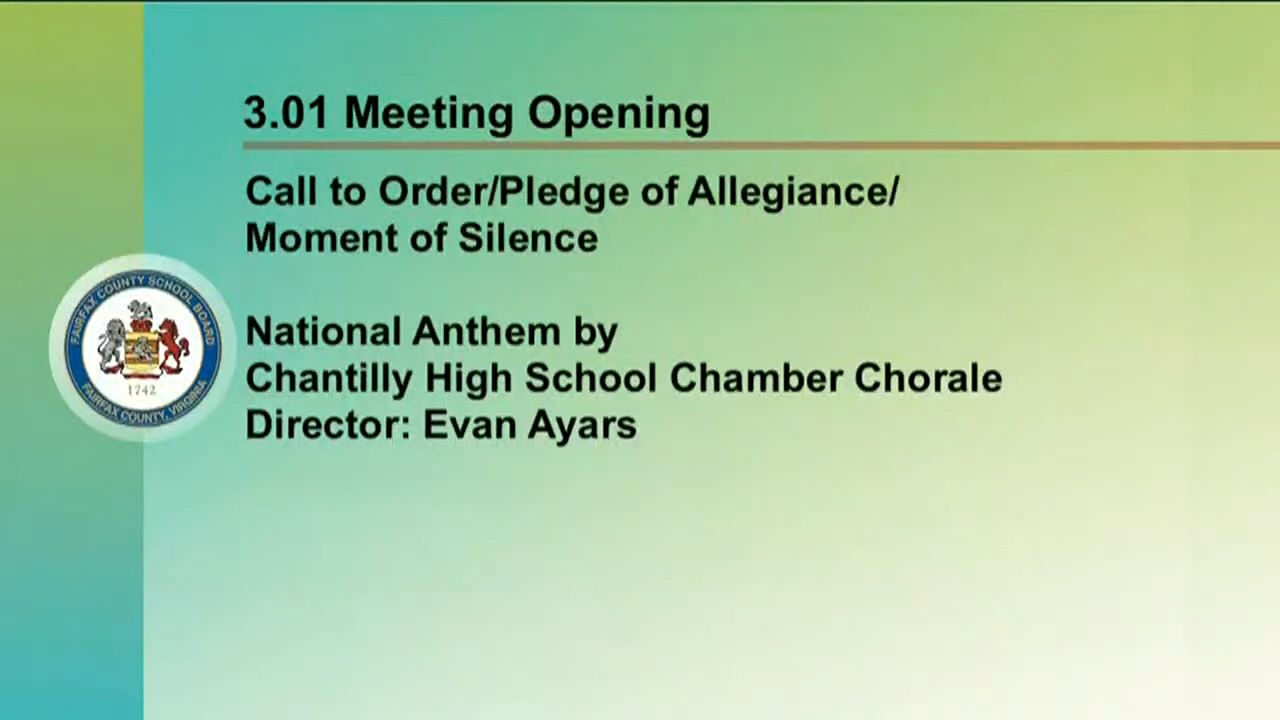 3.01 Meeting Opening
Call to Order/Pledge of Allegiance/
Moment of Silence
FAIRFAX COUNTY SCHOOL BOARD
1742
FAIRFAX COUNTY, VIRGINIA
National Anthem by
Chantilly High School Chamber Chorale
Director: Evan Ayars